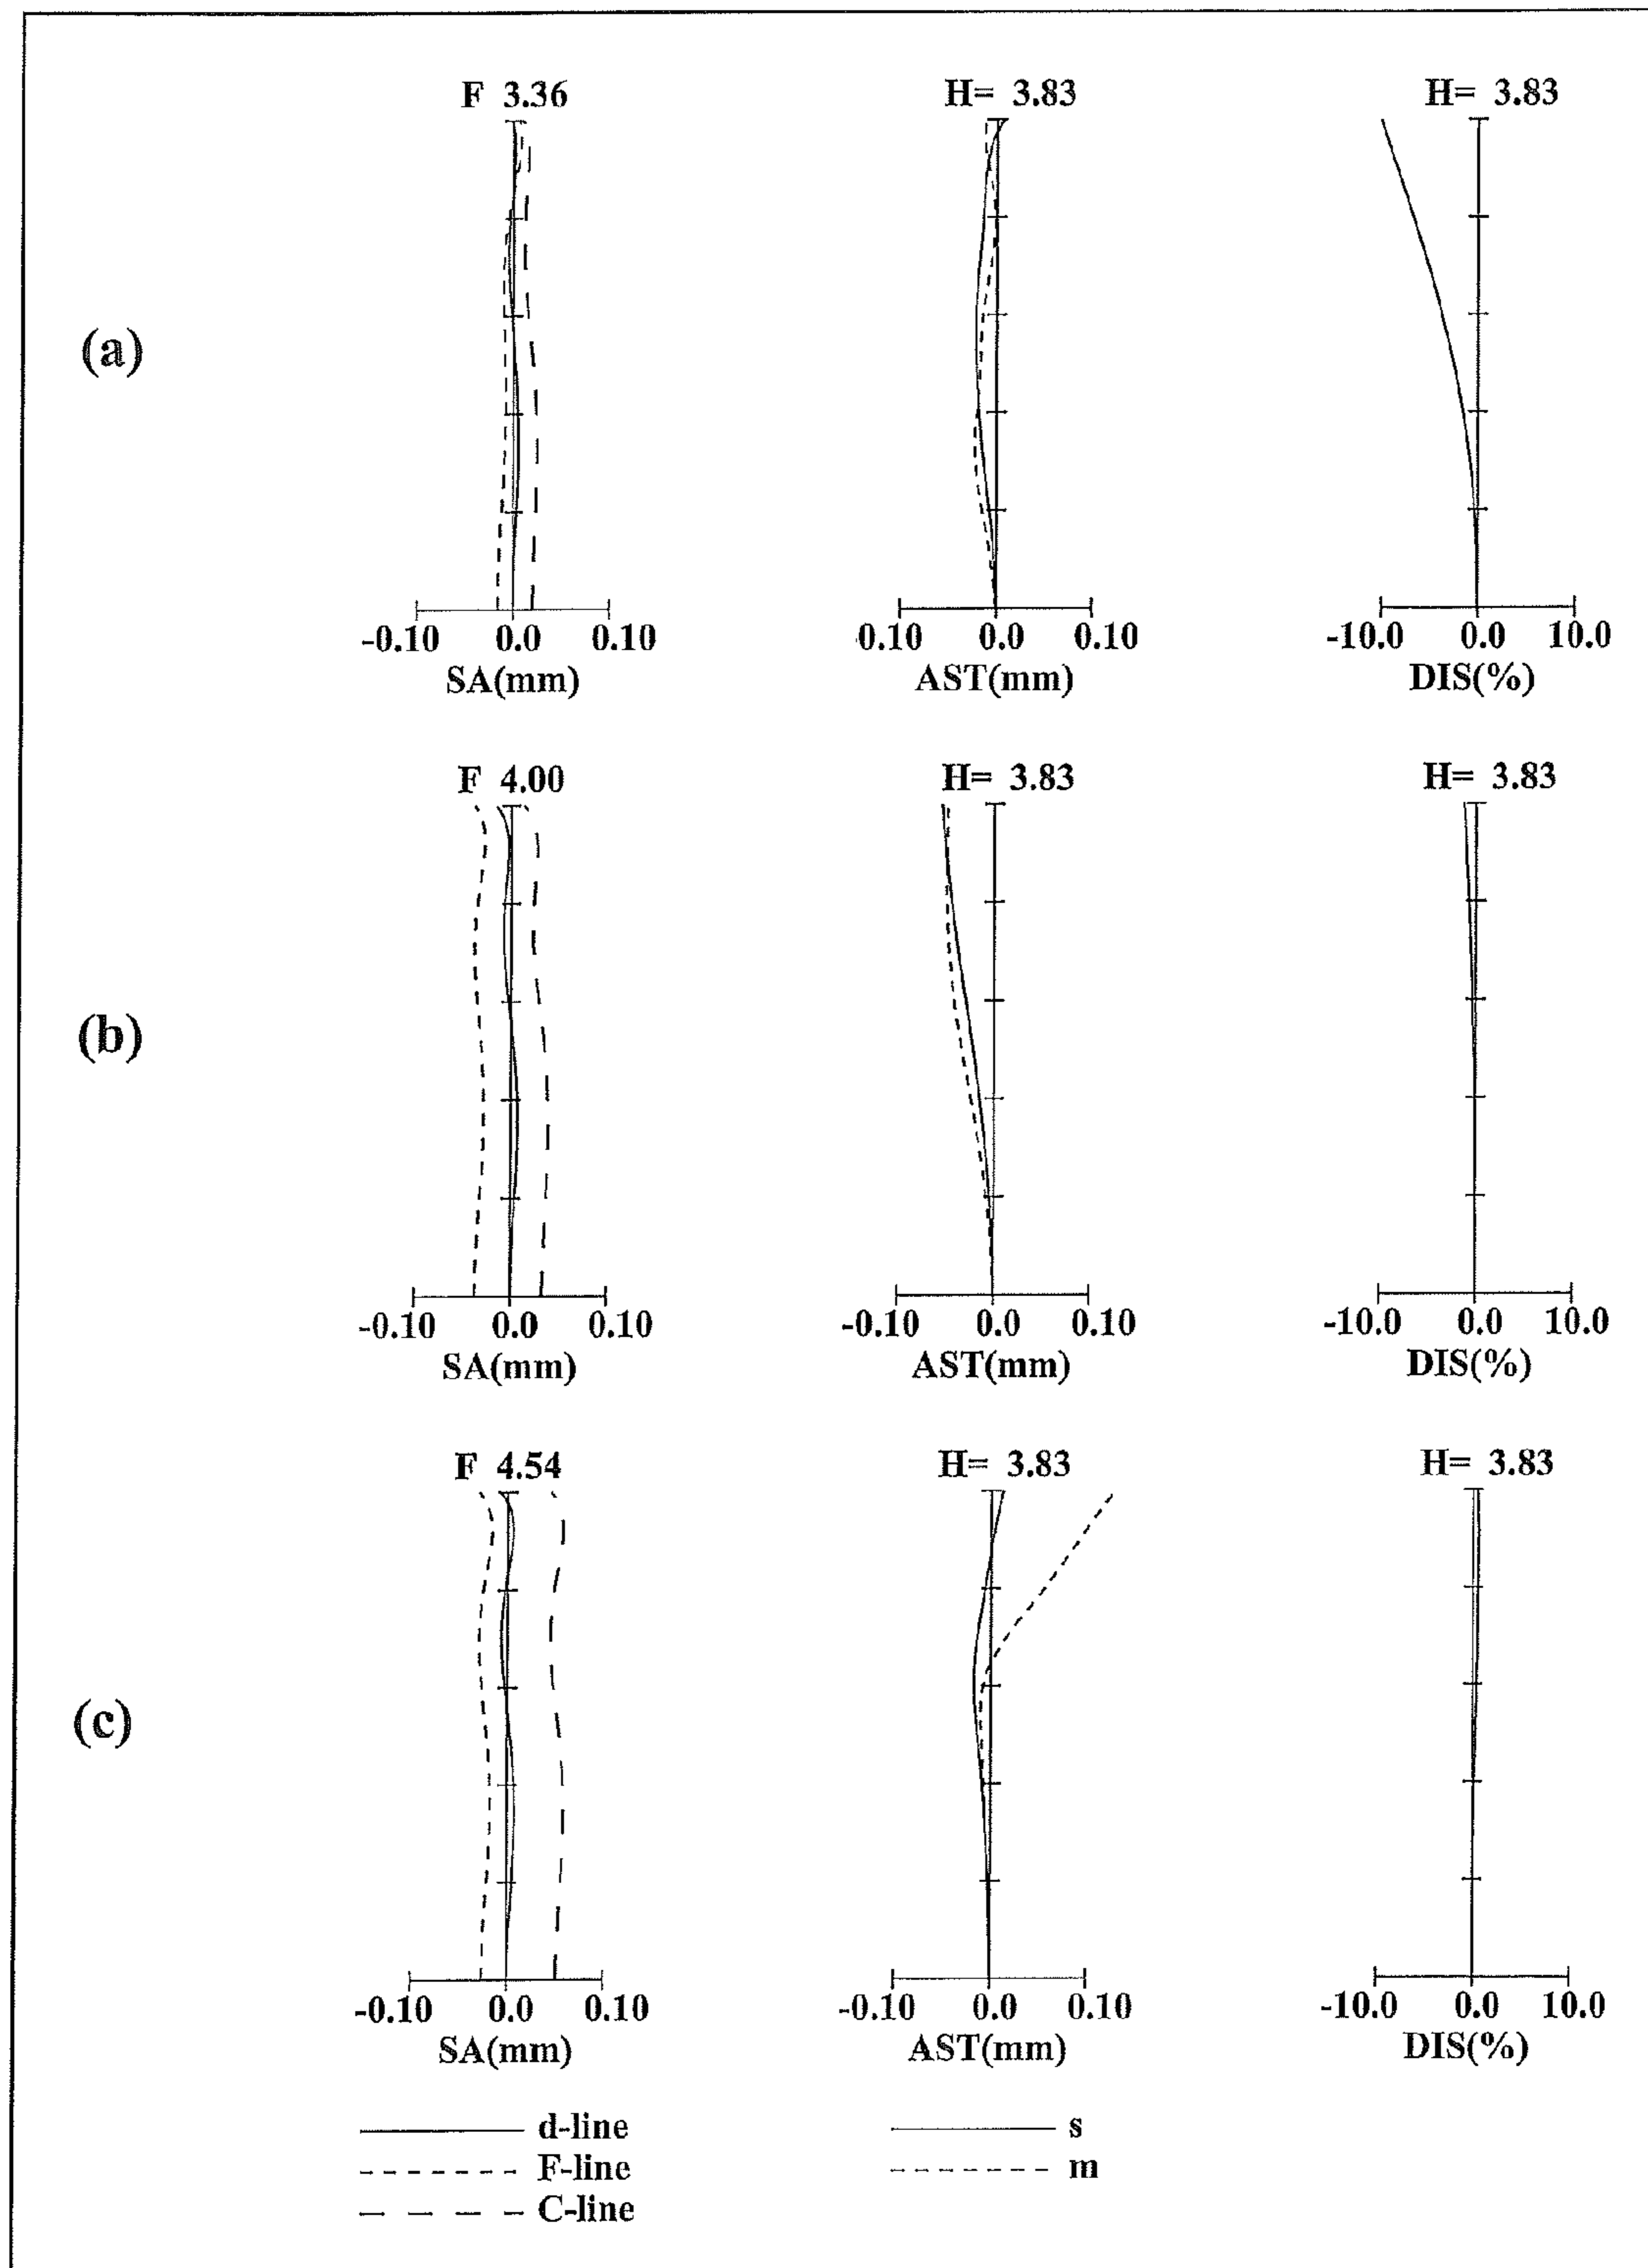 F 3.36 H= 3.83 H= 3.83
(a)
-0.10 0.0 0.10 0.10 0.0 0.10 -10.0 0.0 10.0
SA(mm) AST(mm) DIS(%)
F 4.00 H= 3.83 H= 3.83
(b)
-0.10 0.0 0.10 -0.10 0.0 0.10 -10.0 0.0 10.0
SA(mm) AST(mm) DIS(%)
F 4.54 H= 3.83 H= 3.83
(c)
-0.10 0.0 0.10 -0.10 0.0 0.10 -10.0 0.0 10.0
SA(mm) AST(mm) DIS(%)
d-line s
F-line m
C-line